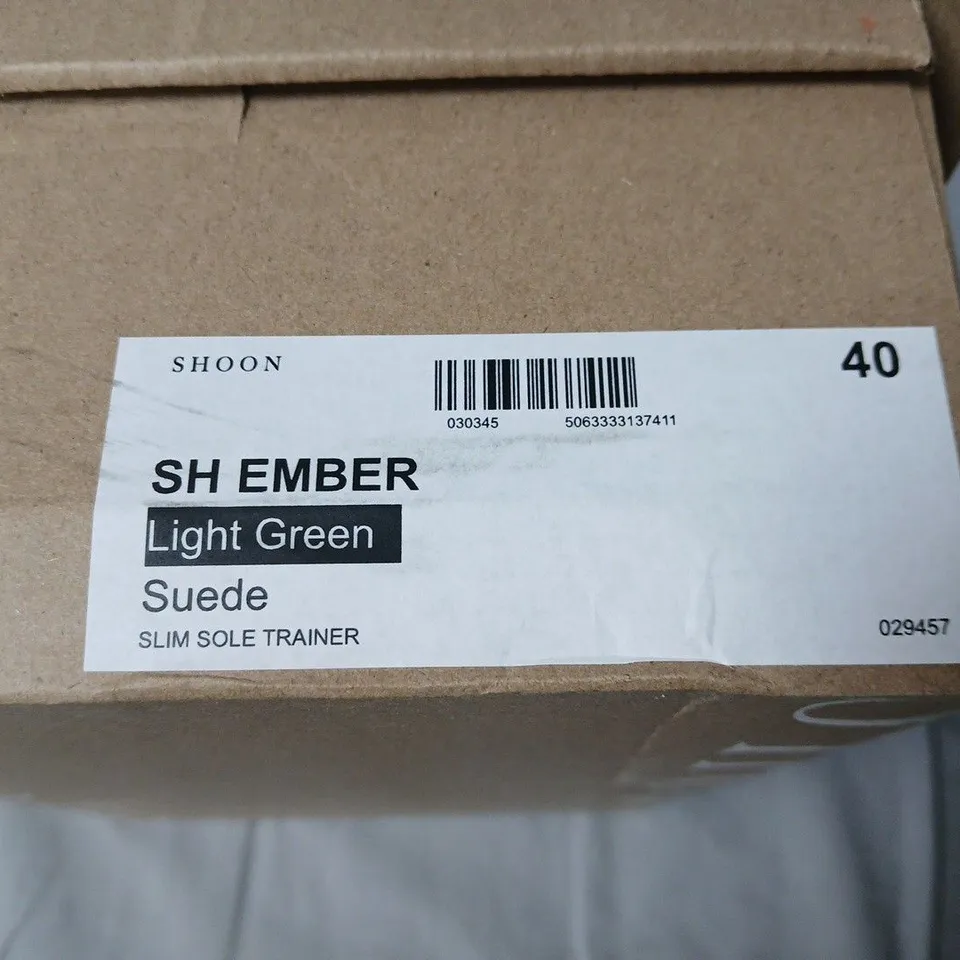 SHOON
40
030345 5063333137411
SH EMBER
Light Green
Suede
SLIM SOLE TRAINER
029457